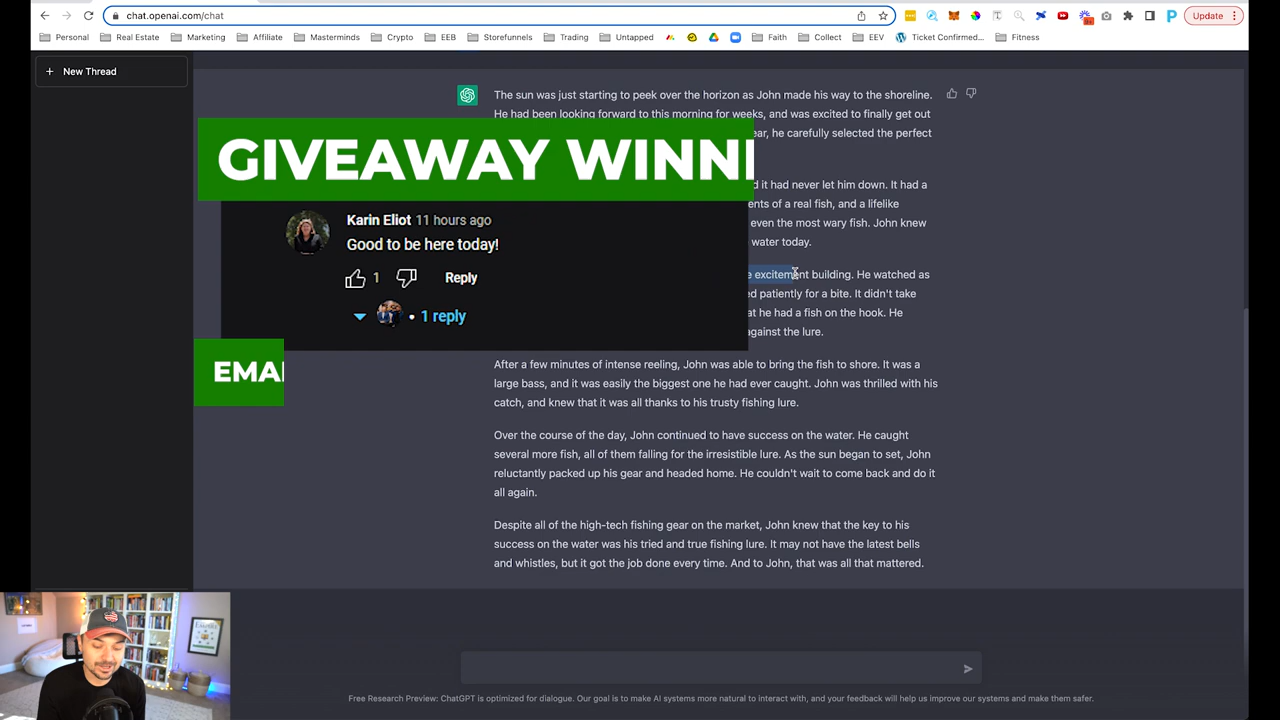 chat.openai.com/chat
Update
Personal
Real Estate
Marketing
Affiliate
Masterminds
Crypto
EEB
Storefunnels
Trading
Untapped
Faith
Collect
EEV
Ticket Confirmed...
Fitness
+ New Thread
The sun was just starting to peek over the horizon as John made his way to the shoreline.
He had been looking forward to this morning for weeks, and was excited to finally get out
ear, he carefully selected the perfect
GIVEAWAY WINN
d it had never let him down. It had a
ents of a real fish, and a lifelike
even the most wary fish. John knew
water today.
Karin Eliot 11 hours ago
Good to be here today!
1 Reply
1 reply
e excitement building. He watched as
ed patiently for a bite. It didn't take
at he had a fish on the hook. He
against the lure.
EMAI
After a few minutes of intense reeling, John was able to bring the fish to shore. It was a
large bass, and it was easily the biggest one he had ever caught. John was thrilled with his
catch, and knew that it was all thanks to his trusty fishing lure.
Over the course of the day, John continued to have success on the water. He caught
several more fish, all of them falling for the irresistible lure. As the sun began to set, John
reluctantly packed up his gear and headed home. He couldn't wait to come back and do it
all again.
Despite all of the high-tech fishing gear on the market, John knew that the key to his
success on the water was his tried and true fishing lure. It may not have the latest bells
and whistles, but it got the job done every time. And to John, that was all that mattered.
Free Research Preview: ChatGPT is optimized for dialogue. Our goal is to make AI systems more natural to interact with, and your feedback will help us improve our systems and make them safer.